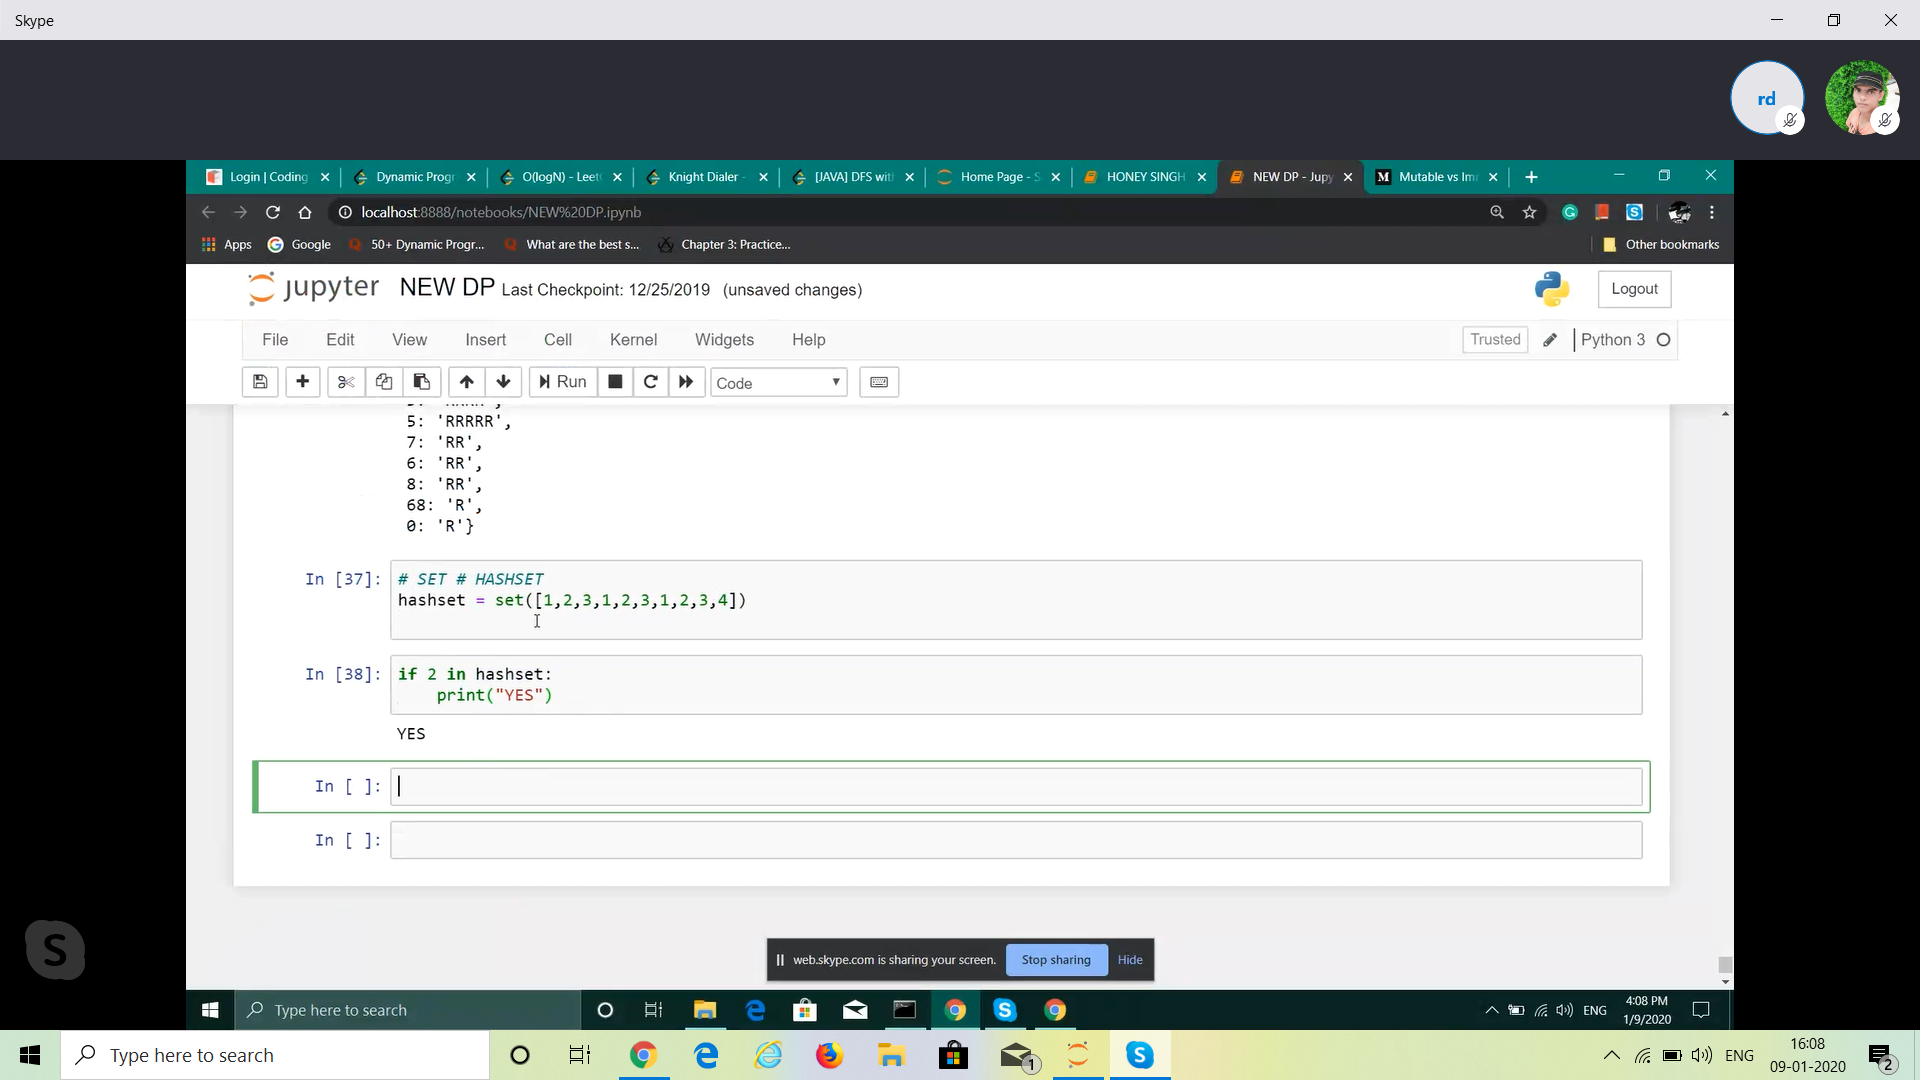 Skype
rd
Login | Coding
Dynamic Progr
O(logN) - Leet
Knight Dialer -
[JAVA] DFS with
Home Page - S
HONEY SINGH
NEW DP - Jupy
M Mutable vs Im
localhost:8888/notebooks/NEW%20DP.ipynb
Apps
Google
50+ Dynamic Progr...
What are the best s...
Chapter 3: Practice...
Other bookmarks
jupyter NEW DP Last Checkpoint: 12/25/2019 (unsaved changes)
Logout
File Edit View Insert Cell Kernel Widgets Help
Trusted
Python 3
Run
Code
5: 'RRRRR',
7: 'RR',
6: 'RR',
8: 'RR',
68: 'R',
0: 'R'}
In [37]: # SET # HASHSET
hashset = set([1,2,3,1,2,3,1,2,3,4])
In [38]: if 2 in hashset:
print("YES")
YES
In [ ]:
In [ ]:
web.skype.com is sharing your screen.
Stop sharing
Hide
Type here to search
ENG
4:08 PM
1/9/2020
Type here to search
1
ENG
16:08
09-01-2020
2